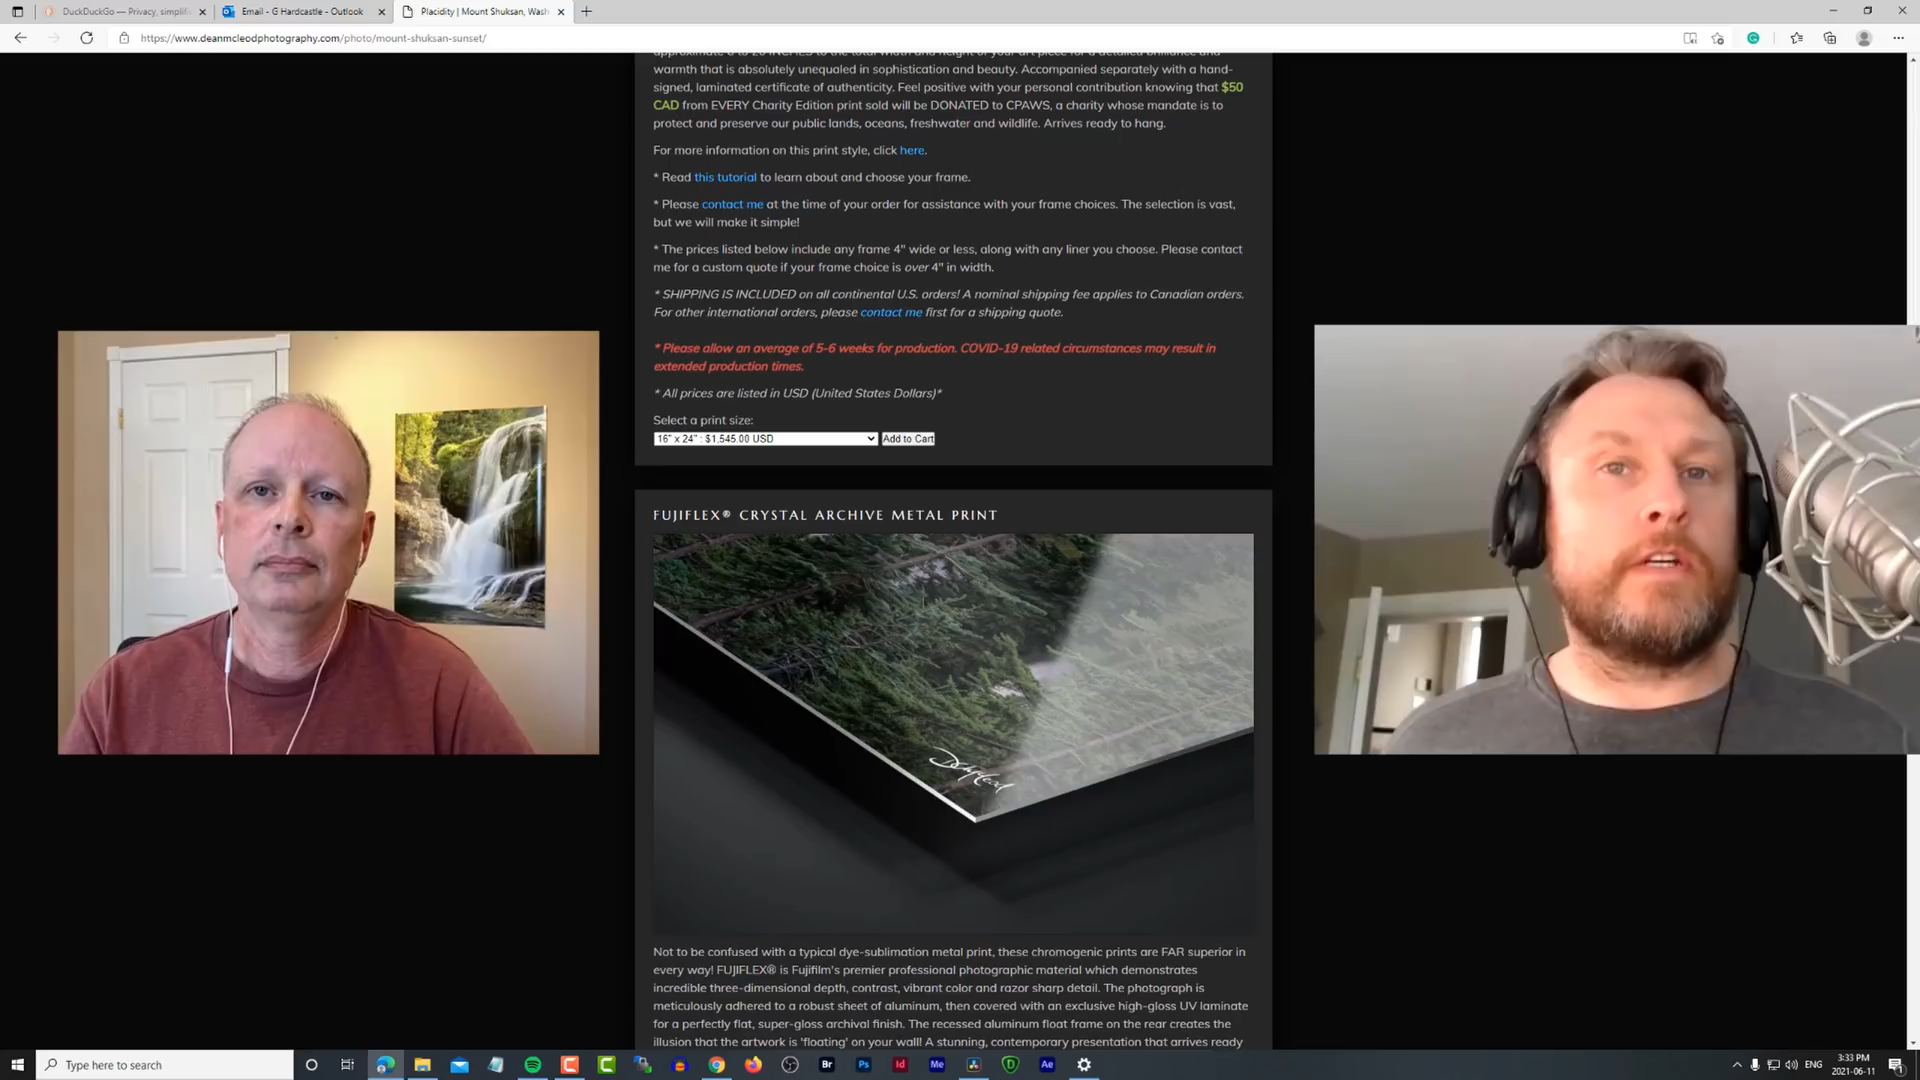 DuckDuckGo — Privacy, simplifi
Email - G Hardcastle - Outlook
Placidity | Mount Shuksan, Wash
https://www.deanmcleodphotography.com/photo/mount-shuksan-sunset/
warmth that is absolutely unequaled in sophistication and beauty. Accompanied separately with a hand-
signed, laminated certificate of authenticity. Feel positive with your personal contribution knowing that $50
CAD from EVERY Charity Edition print sold will be DONATED to CPAWS, a charity whose mandate is to
protect and preserve our public lands, oceans, freshwater and wildlife. Arrives ready to hang.
For more information on this print style, click here.
* Read this tutorial to learn about and choose your frame.
* Please contact me at the time of your order for assistance with your frame choices. The selection is vast,
but we will make it simple!
* The prices listed below include any frame 4" wide or less, along with any liner you choose. Please contact
me for a custom quote if your frame choice is over 4" in width.
* SHIPPING IS INCLUDED on all continental U.S. orders! A nominal shipping fee applies to Canadian orders.
For other international orders, please contact me first for a shipping quote.
* Please allow an average of 5-6 weeks for production. COVID-19 related circumstances may result in
extended production times.
* All prices are listed in USD (United States Dollars)*
Select a print size:
16" x 24" : $1,545.00 USD Add to Cart
FUJIFLEX® CRYSTAL ARCHIVE METAL PRINT
Not to be confused with a typical dye-sublimation metal print, these chromogenic prints are FAR superior in
every way! FUJIFLEX® is Fujifilm's premier professional photographic material which demonstrates
incredible three-dimensional depth, contrast, vibrant color and razor sharp detail. The photograph is
meticulously adhered to a robust sheet of aluminum, then covered with an exclusive high-gloss UV laminate
for a perfectly flat, super-gloss archival finish. The recessed aluminum float frame on the rear creates the
illusion that the artwork is 'floating' on your wall! A stunning, contemporary presentation that arrives ready
Type here to search
Br
Ps
Id
Me
Ae
ENG
3:33 PM
2021-06-11